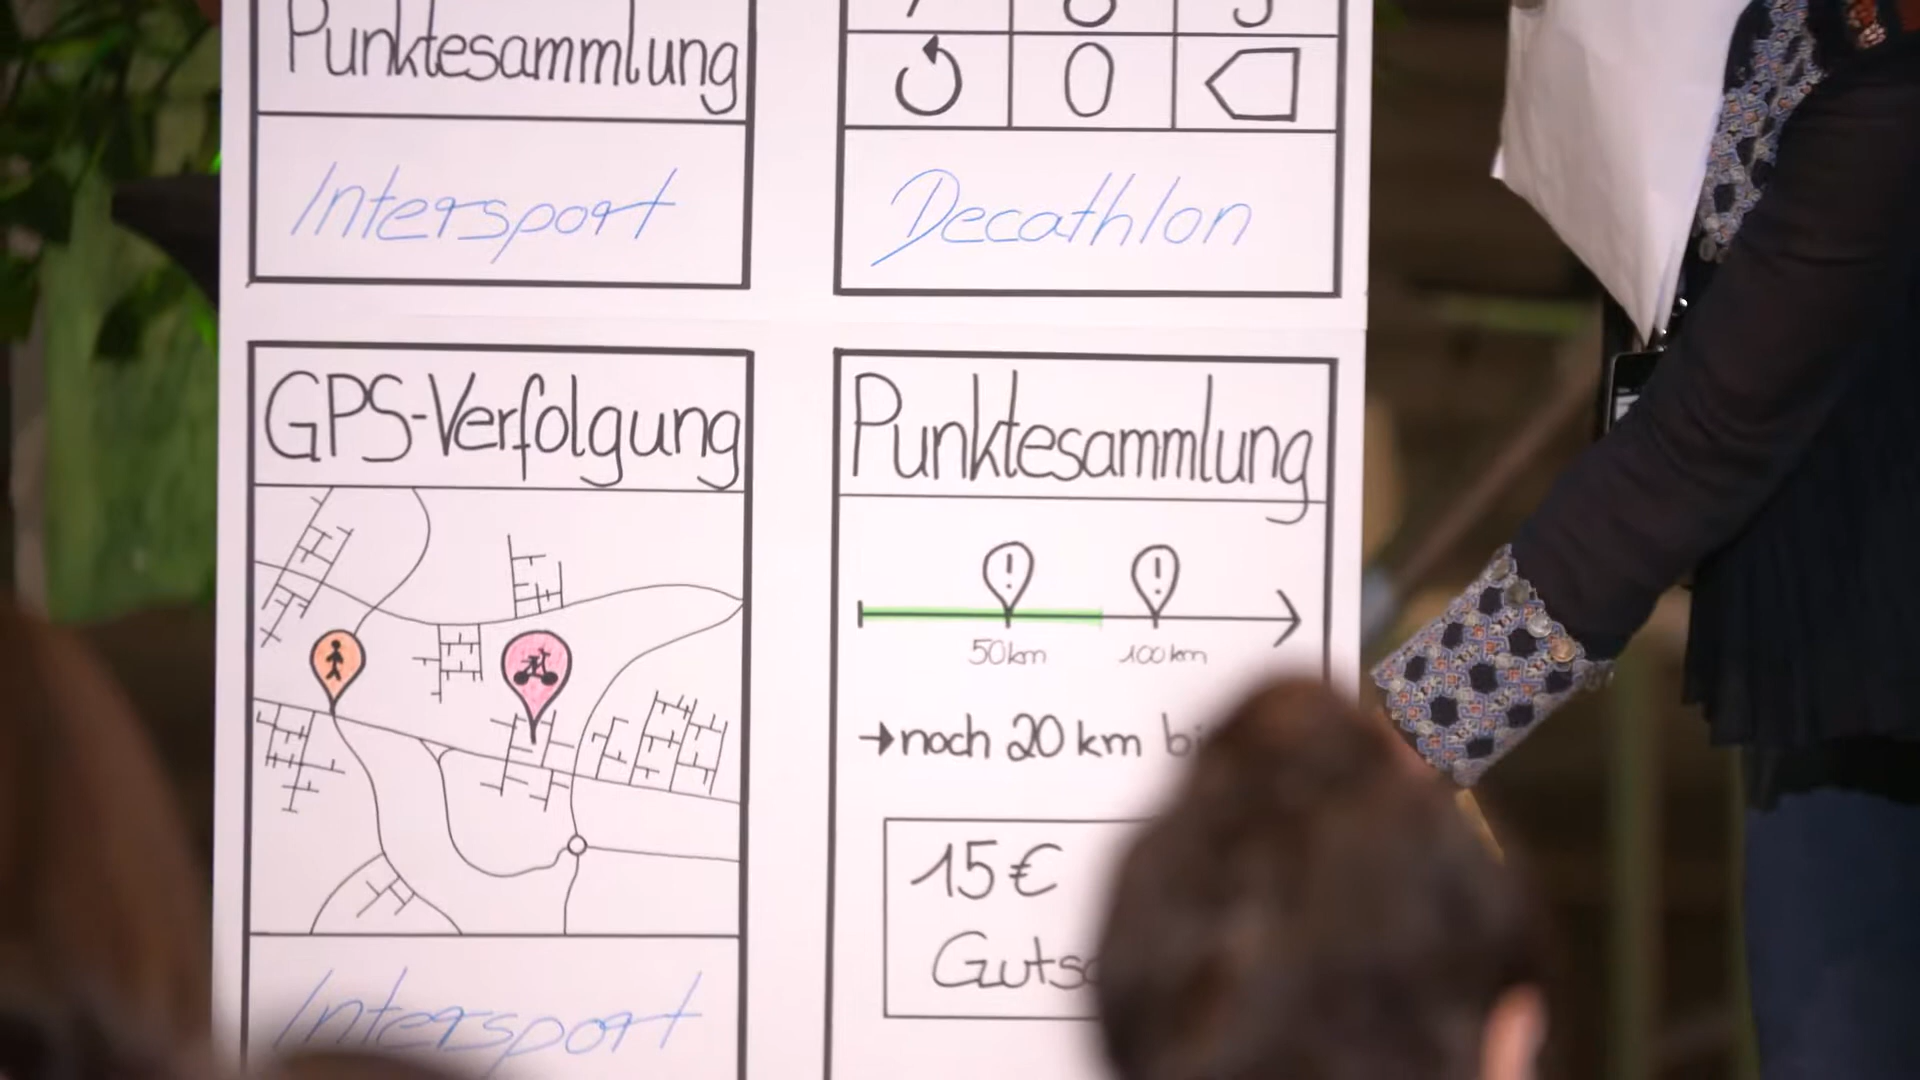 Punktesammlung
Intersport
Decathlon
GPS-Verfolgung
Intersport
Punktesammlung
!
!
50km
100km
→noch 20 km
15€